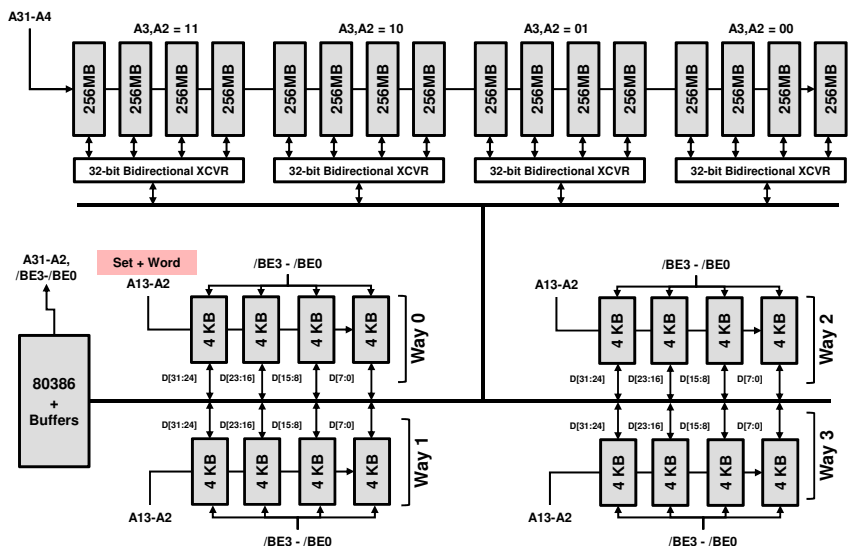 A31-A4
A3,A2 = 11
A3,A2 = 10
A3,A2 = 01
A3,A2 = 00
256MB 256MB 256MB 256MB 256MB 256MB 256MB 256MB 256MB 256MB 256MB 256MB 256MB 256MB 256MB 256MB
32-bit Bidirectional XCVR
32-bit Bidirectional XCVR
32-bit Bidirectional XCVR
32-bit Bidirectional XCVR
A31-A2,
/BE3-/BE0
80386
+
Buffers
Set + Word
A13-A2
/BE3 - /BE0
4 KB 4 KB 4 KB 4 KB
Way 0
D[31:24] D[23:16] D[15:8] D[7:0]
A13-A2
/BE3 - /BE0
4 KB 4 KB 4 KB 4 KB
Way 2
D[31:24] D[23:16] D[15:8] D[7:0]
D[31:24] D[23:16] D[15:8] D[7:0]
4 KB 4 KB 4 KB 4 KB
Way 1
A13-A2
/BE3 - /BE0
D[31:24] D[23:16] D[15:8] D[7:0]
4 KB 4 KB 4 KB 4 KB
Way 3
A13-A2
/BE3 - /BE0